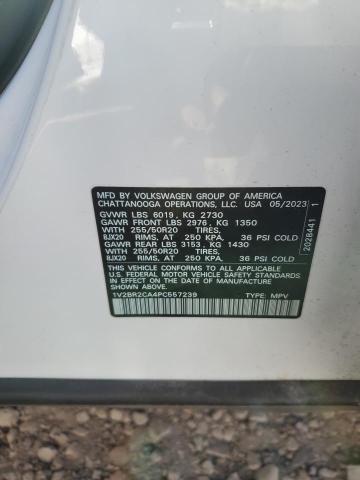 MFD BY VOLKSWAGEN GROUP OF AMERICA
CHATTANOOGA OPERATIONS, LLC. USA 05/2023
GVWR LBS 6019, KG 2730
GAWR FRONT LBS 2976, KG 1350
WITH 255/50R20 TIRES,
8JX20 RIMS, AT 250 KPA, 36 PSI COLD
GAWR REAR LBS 3153, KG 1430
WITH 255/50R20 TIRES,
8JX20 RIMS, AT 250 KPA, 36 PSI COLD
THIS VEHICLE CONFORMS TO ALL APPLICABLE
U.S. FEDERAL MOTOR VEHICLE SAFETY STANDARDS
IN EFFECT ON THE DATE OF MANUFACTURE
SHOWN ABOVE.
1V2BR2CA4PC557239 TYPE: MPV
2028441
1